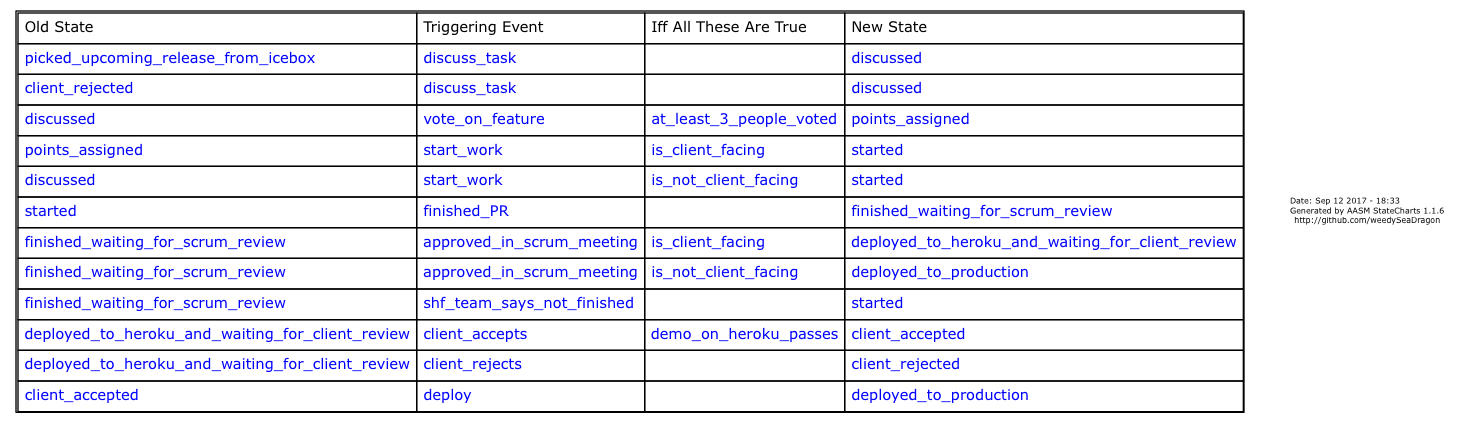 Old State Triggering Event Iff All These Are True New State
picked_upcoming_release_from_icebox discuss_task discussed
client_rejected discuss_task discussed
discussed vote_on_feature at_least_3_people_voted points_assigned
points_assigned start_work is_client_facing started
discussed start_work is_not_client_facing started
started finished_PR finished_waiting_for_scrum_review
finished_waiting_for_scrum_review approved_in_scrum_meeting is_client_facing deployed_to_heroku_and_waiting_for_client_review
finished_waiting_for_scrum_review approved_in_scrum_meeting is_not_client_facing deployed_to_production
finished_waiting_for_scrum_review shf_team_says_not_finished started
deployed_to_heroku_and_waiting_for_client_review client_accepts demo_on_heroku_passes client_accepted
deployed_to_heroku_and_waiting_for_client_review client_rejects client_rejected
client_accepted deploy deployed_to_production
Date: Sep 12 2017 - 18:33
Generated by AASM StateCharts 1.1.6
http://github.com/weedySeaDragon